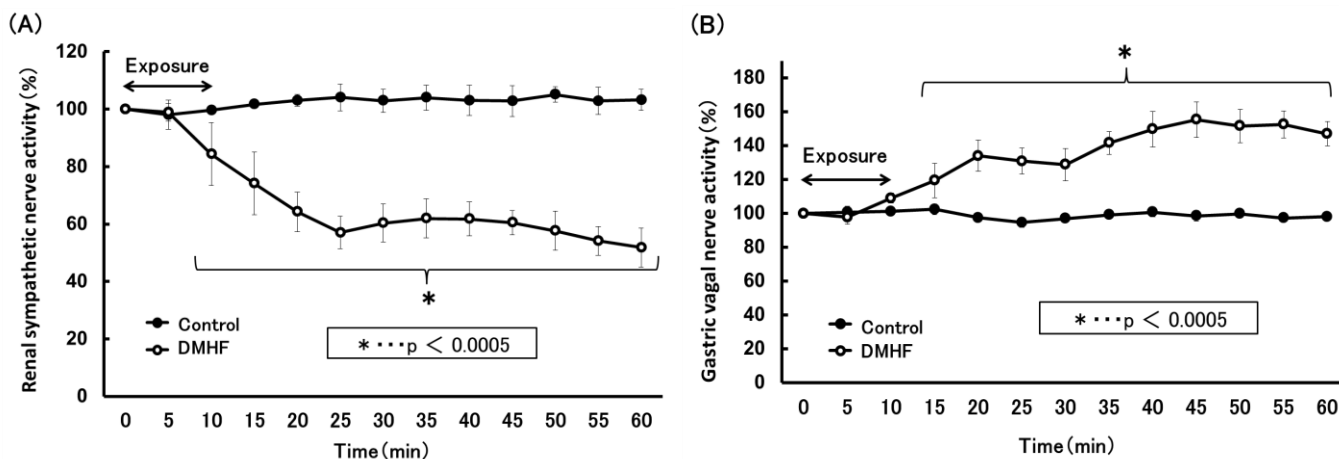 (A)
Renal sympathetic nerve activity(%)
120
100
80
60
40
20
0
Exposure
*
Control
DMHF
* ･･･p < 0.0005
0 5 10 15 20 25 30 35 40 45 50 55 60
Time(min)
(B)
Gastric vagal nerve activity(%)
180
160
140
120
100
80
60
40
20
0
*
Exposure
Control
DMHF
* ･･･p < 0.0005
0 5 10 15 20 25 30 35 40 45 50 55 60
Time(min)